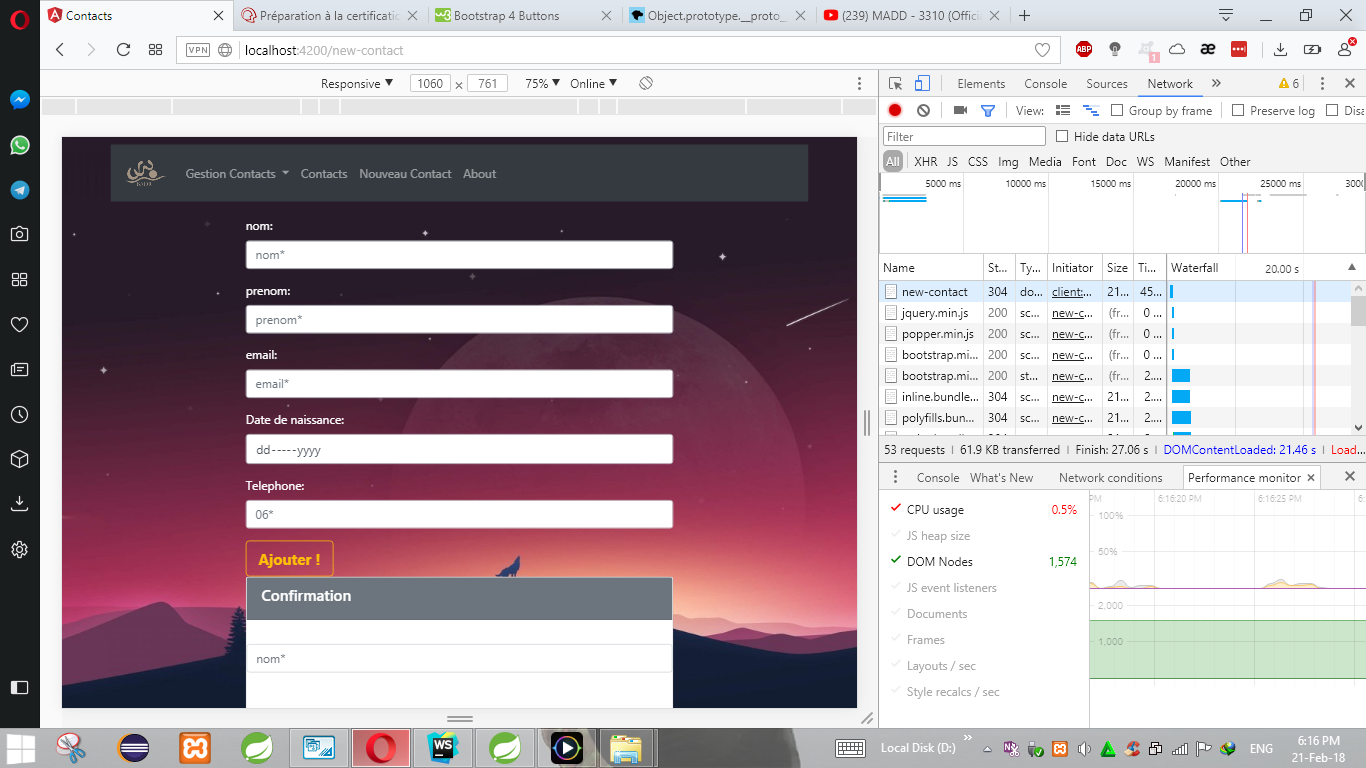 Contacts
Préparation à la certificatio
Bootstrap 4 Buttons
Object.prototype.__proto_
(239) MADD - 3310 (Offici
VPN
localhost:4200/new-contact
ABP
1
æ
Responsive ▼ 1060 x 761 75% ▼ Online ▼
Elements Console Sources Network » 6
View: Group by frame Preserve log Disa
Filter
Hide data URLs
All XHR JS CSS Img Media Font Doc WS Manifest Other
5000 ms 10000 ms 15000 ms 20000 ms 25000 ms 3000
Name St... Ty... Initiator Size Ti... Waterfall 20.00 s
new-contact 304 do... client:... 21... 45...
jquery.min.js 200 sc... new-c... (fr... 0 ...
popper.min.js 200 sc... new-c... (fr... 0 ...
bootstrap.mi... 200 sc... new-c... (fr... 0 ...
bootstrap.mi... 200 st... new-c... (fr... 2....
inline.bundle... 304 sc... new-c... 21... 2....
polyfills.bun... 304 sc... new-c... 21... 2....
53 requests | 61.9 KB transferred | Finish: 27.06 s | DOMContentLoaded: 21.46 s | Load...
Console What's New Network conditions Performance monitor
CPU usage 0.5%
JS heap size
DOM Nodes 1,574
JS event listeners
Documents
Frames
Layouts / sec
Style recalcs / sec
PM 6:16:20 PM 6:16:25 PM 6:
100%
50%
2,000
1,000
Gestion Contacts Contacts Nouveau Contact About
nom:
nom*
prenom:
prenom*
email:
email*
Date de naissance:
dd-----yyyy
Telephone:
06*
Ajouter !
Confirmation
nom*
WS
Local Disk (D:) »
ENG
6:16 PM
21-Feb-18